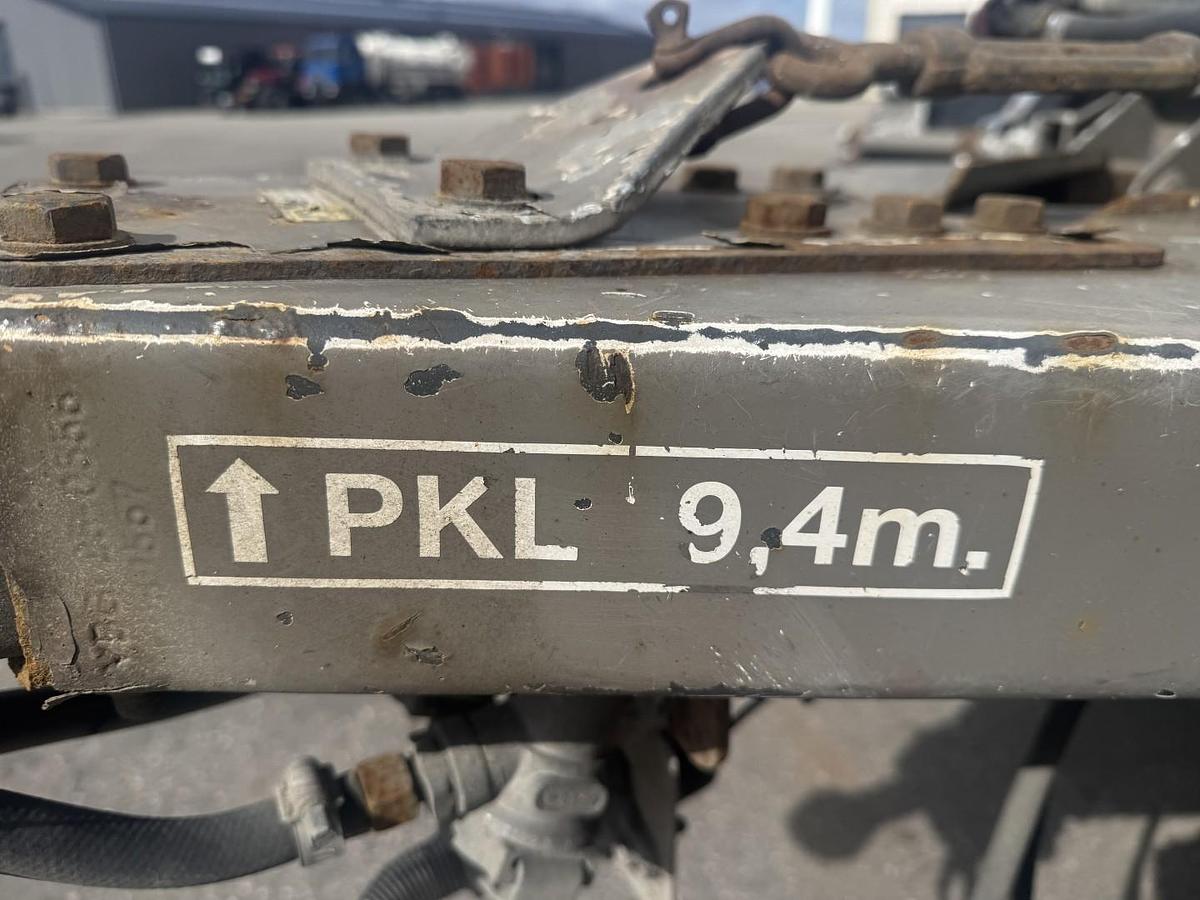 ↑ PKL 9,4m.